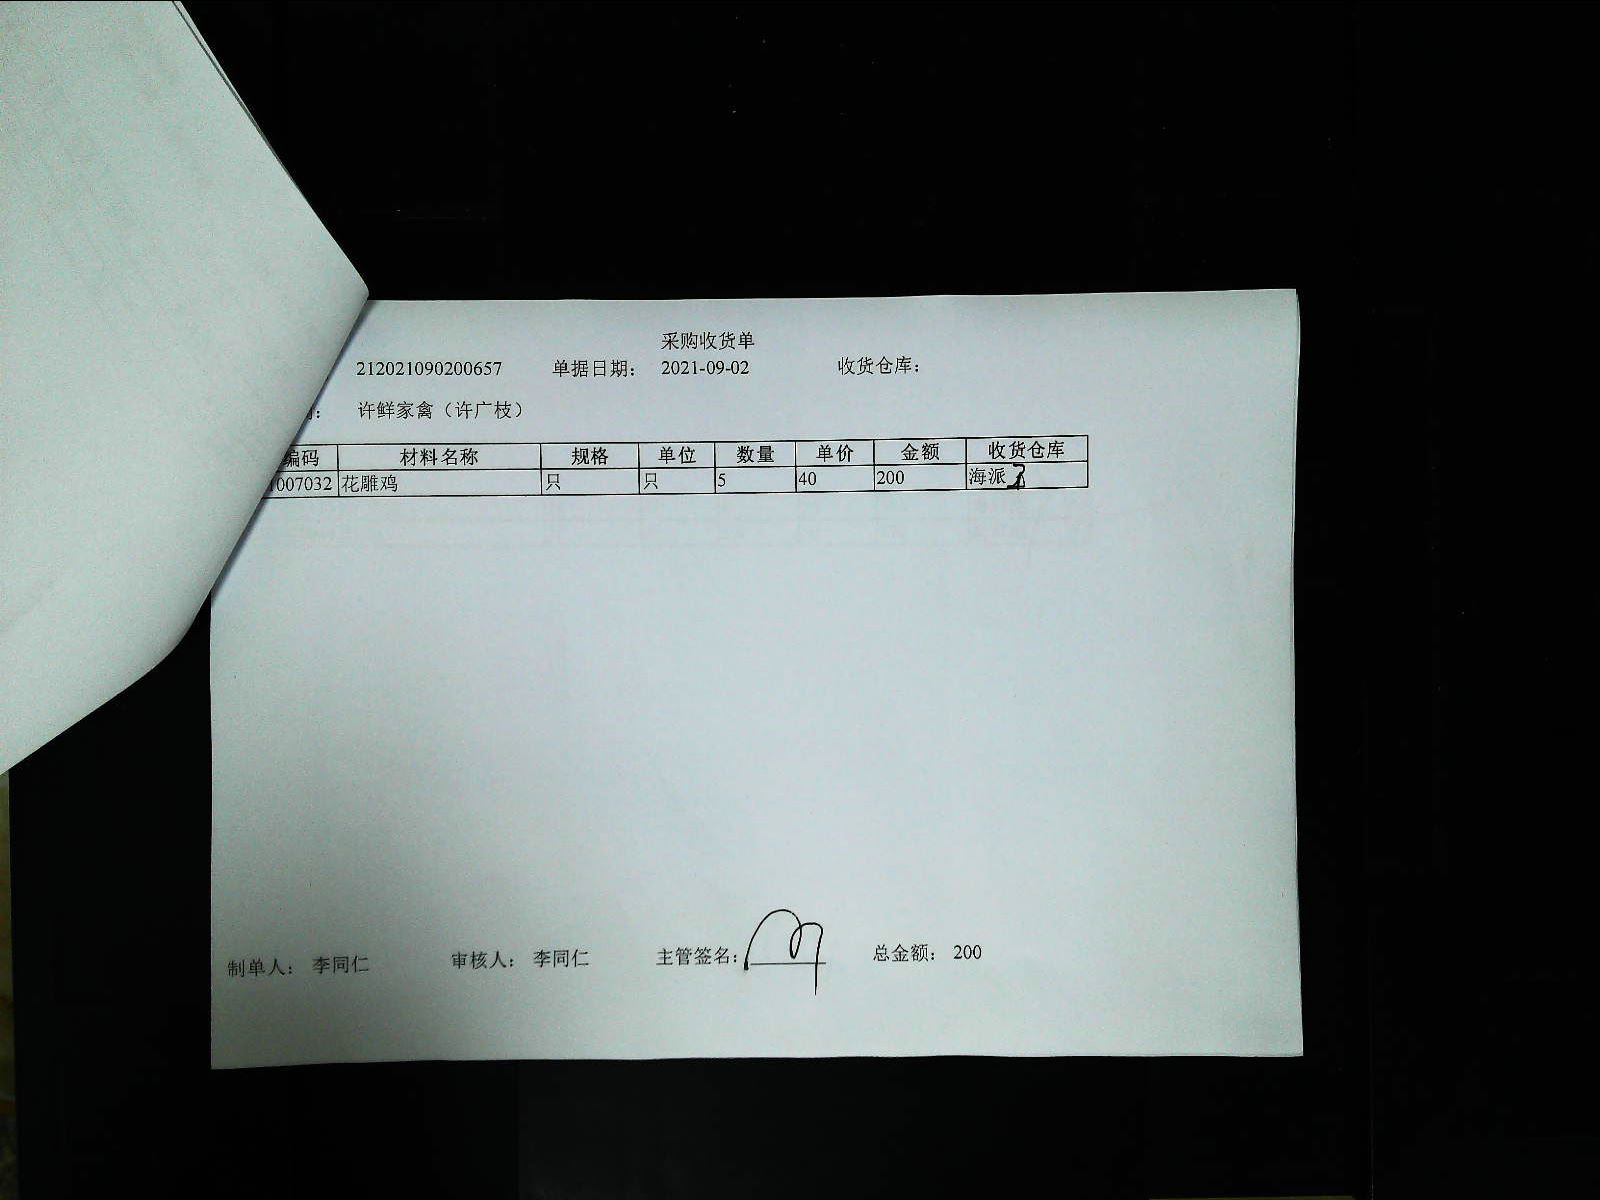 采购收货单
212021090200657 单据日期： 2021-09-02 收货仓库：
： 许鲜家禽（许广枝）
编码 材料名称 规格 单位 数量 单价 金额 收货仓库
1007032 花雕鸡 只 只 5 40 200 海派
制单人： 李同仁 审核人： 李同仁 主管签名： 总金额： 200